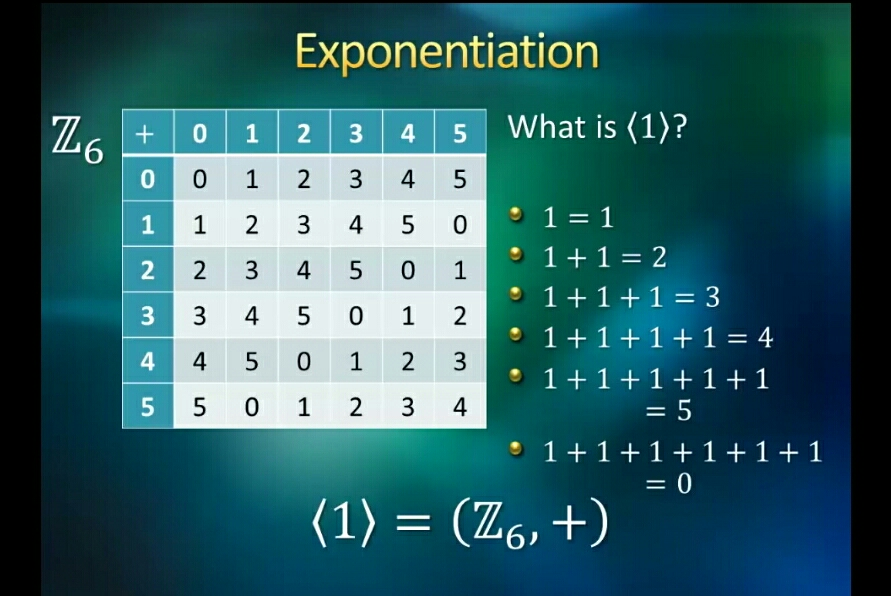 Exponentiation
ℤ₆
+ 0 1 2 3 4 5
0 0 1 2 3 4 5
1 1 2 3 4 5 0
2 2 3 4 5 0 1
3 3 4 5 0 1 2
4 4 5 0 1 2 3
5 5 0 1 2 3 4
What is ⟨1⟩?
1 = 1
1 + 1 = 2
1 + 1 + 1 = 3
1 + 1 + 1 + 1 = 4
1 + 1 + 1 + 1 + 1
= 5
1 + 1 + 1 + 1 + 1 + 1
= 0
⟨1⟩ = (ℤ₆, +)